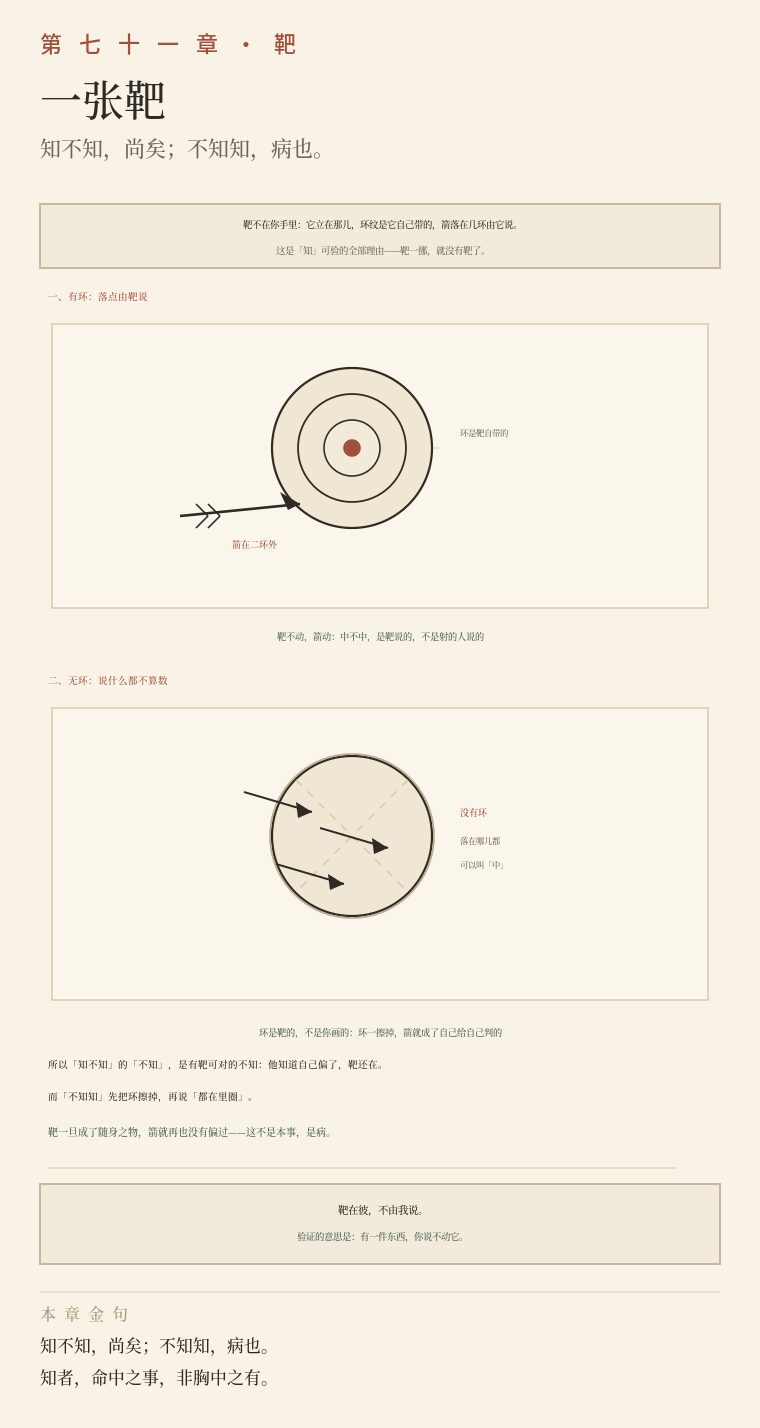 第七十一章·靶
一张靶
知不知，尚矣；不知知，病也。
靶不在你手里：它立在那儿，环纹是它自己带的，箭落在几环由它说。
这是「知」可验的全部理由——靶一挪，就没有靶了。
一、有环：落点由靶说
环是靶自带的
箭在二环外
靶不动，箭动：中不中，是靶说的，不是射的人说的
二、无环：说什么都不算数
没有环
落在哪儿都
可以叫「中」
环是靶的，不是你画的：环一擦掉，箭就成了自己给自己判的
所以「知不知」的「不知」，是有靶可对的不知：他知道自己偏了，靶还在。
而「不知知」先把环擦掉，再说「都在里圈」。
靶一旦成了随身之物，箭就再也没有偏过——这不是本事，是病。
靶在彼，不由我说。
验证的意思是：有一件东西，你说不动它。
本章金句
知不知，尚矣；不知知，病也。
知者，命中之事，非胸中之有。